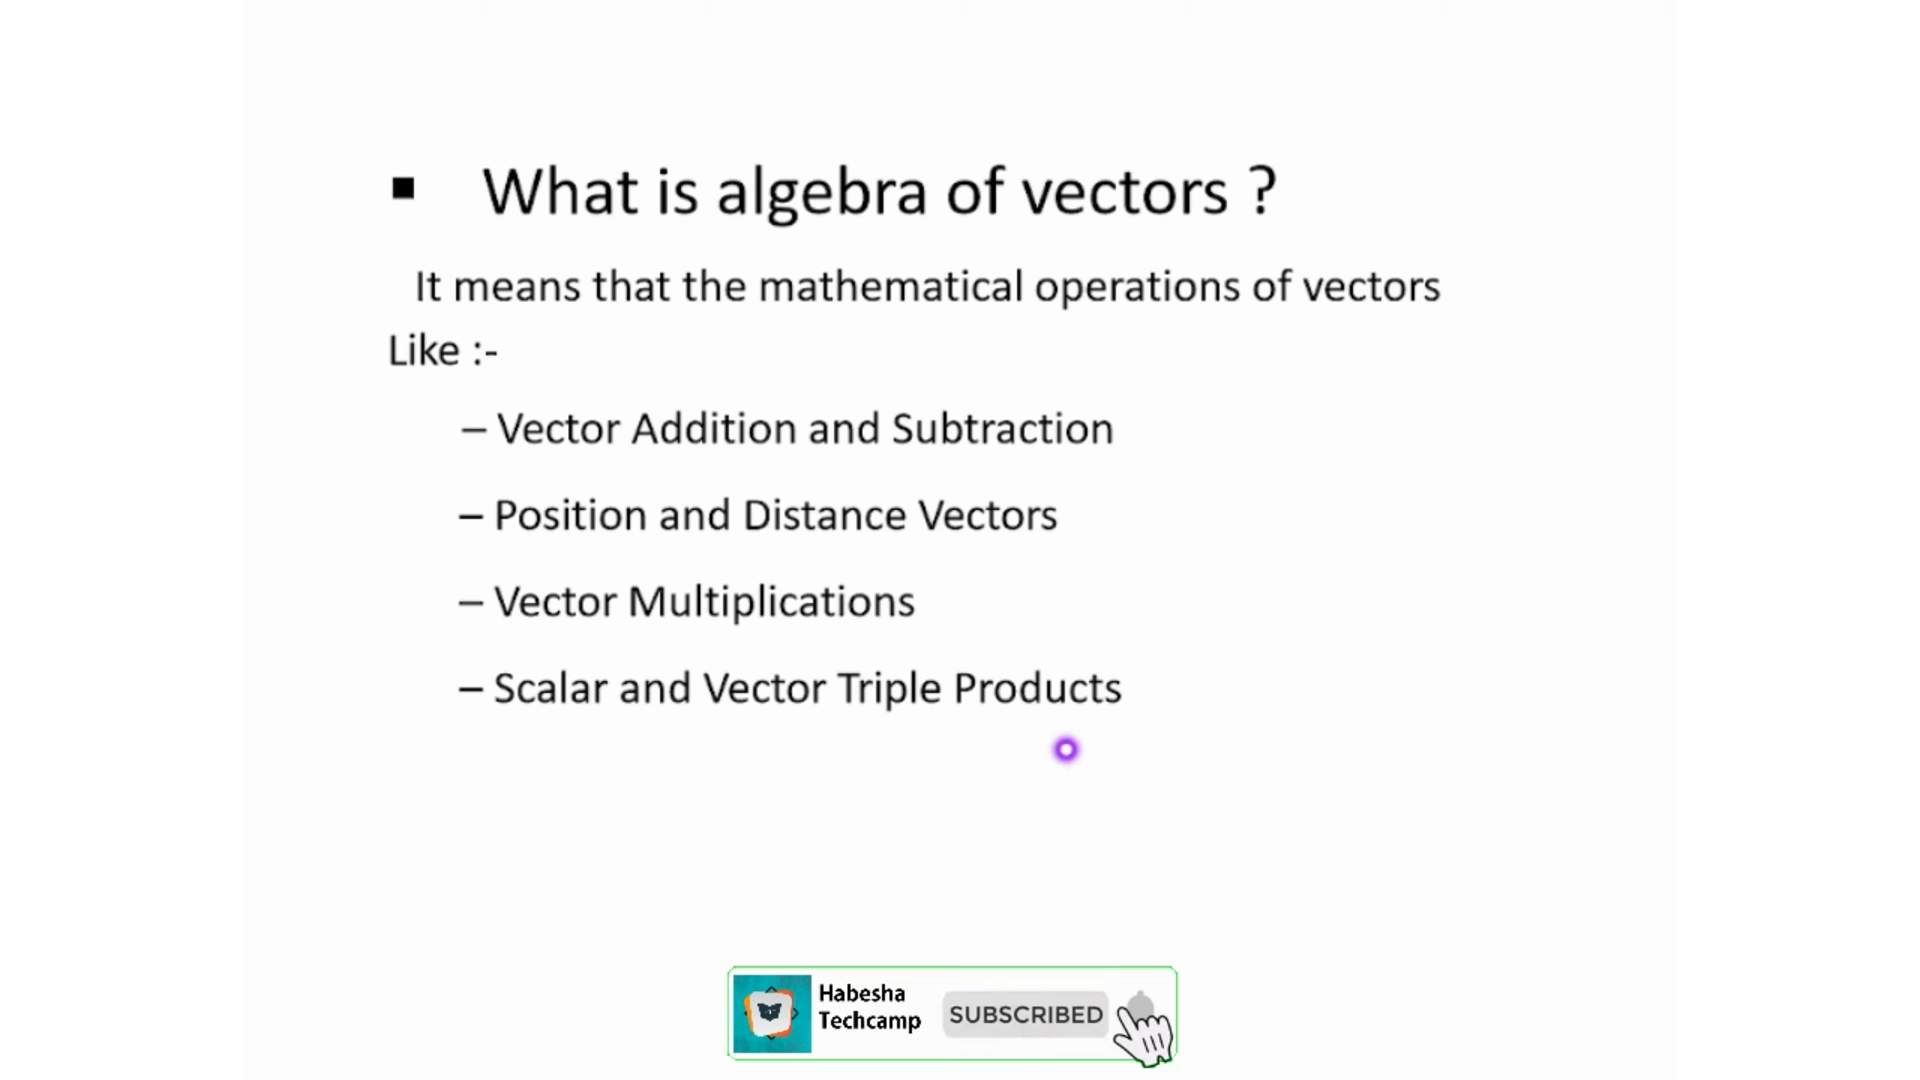 ▪ What is algebra of vectors ?
It means that the mathematical operations of vectors
Like :-
– Vector Addition and Subtraction
– Position and Distance Vectors
– Vector Multiplications
– Scalar and Vector Triple Products
Habesha
Techcamp
SUBSCRIBED